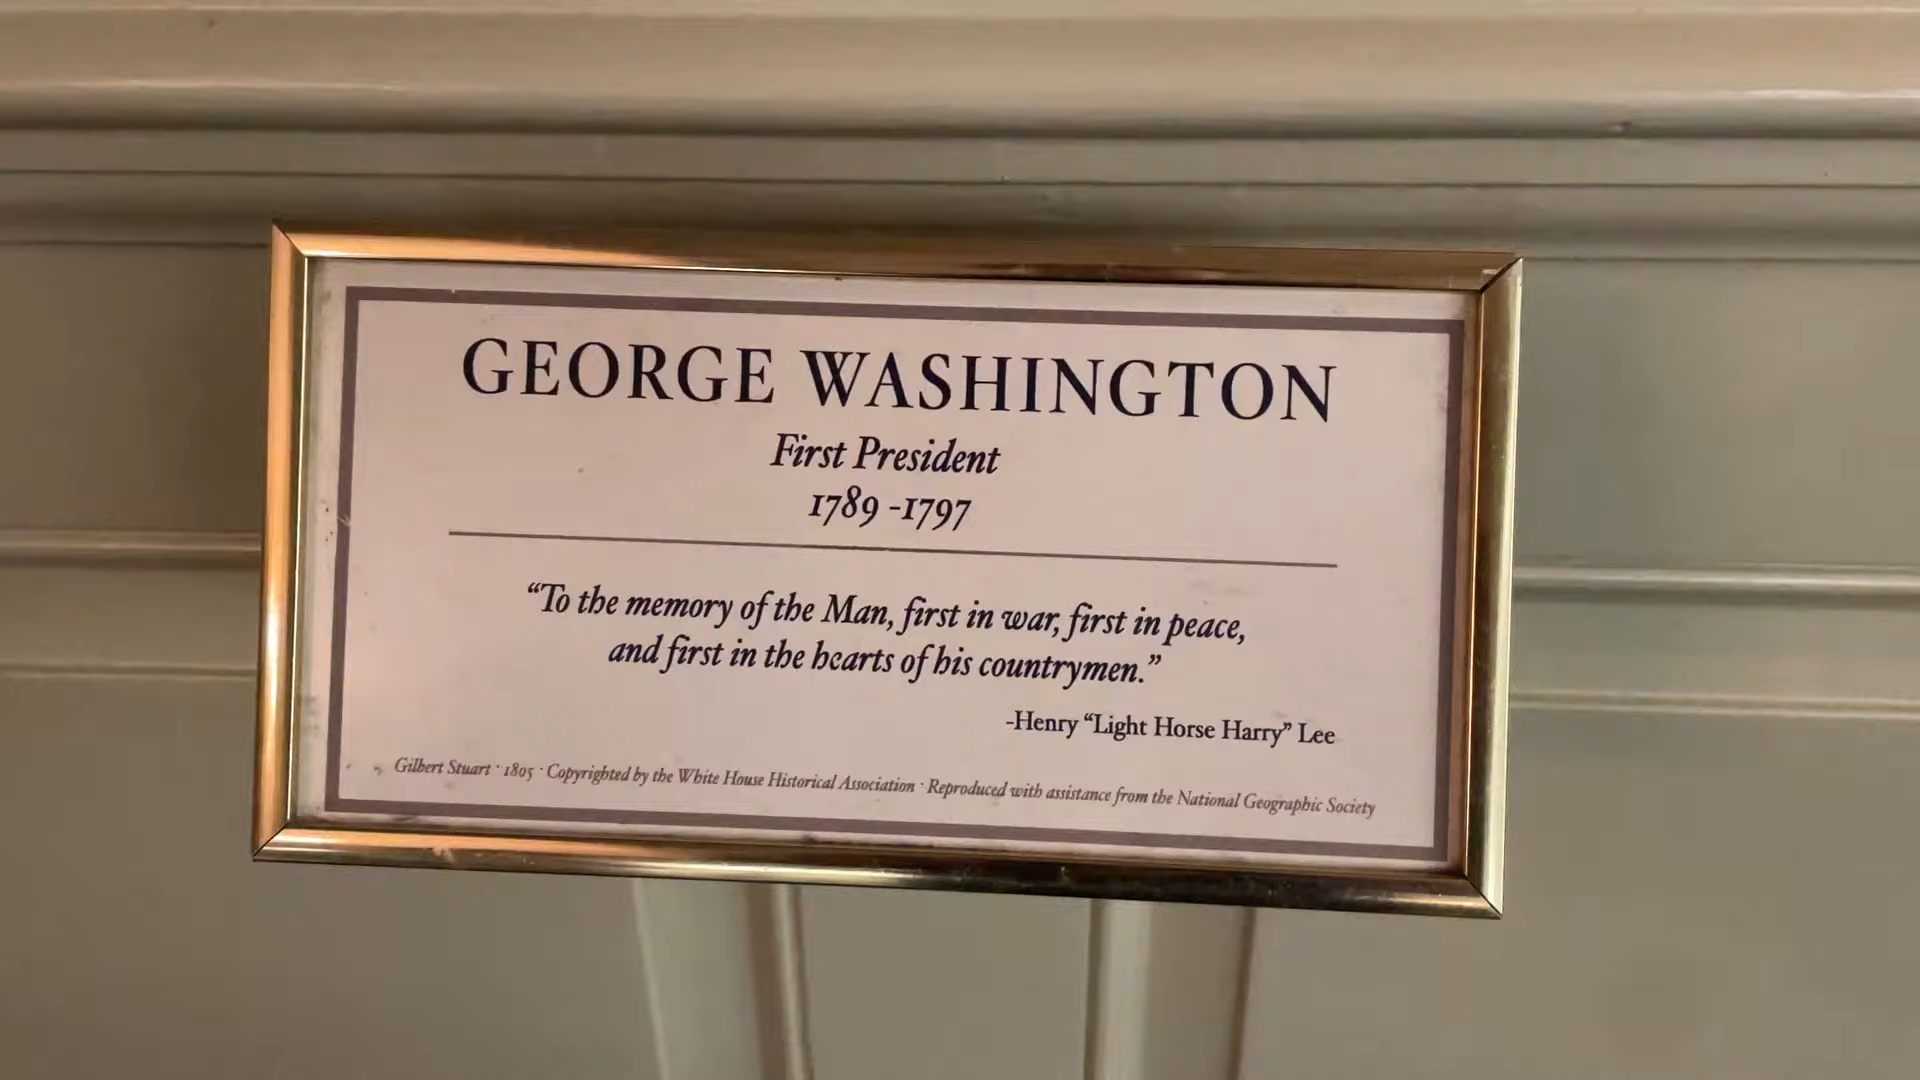 GEORGE WASHINGTON
First President
1789 -1797
“To the memory of the Man, first in war, first in peace,
and first in the hearts of his countrymen.”
-Henry “Light Horse Harry” Lee
Gilbert Stuart · 1805 · Copyrighted by the White House Historical Association · Reproduced with assistance from the National Geographic Society